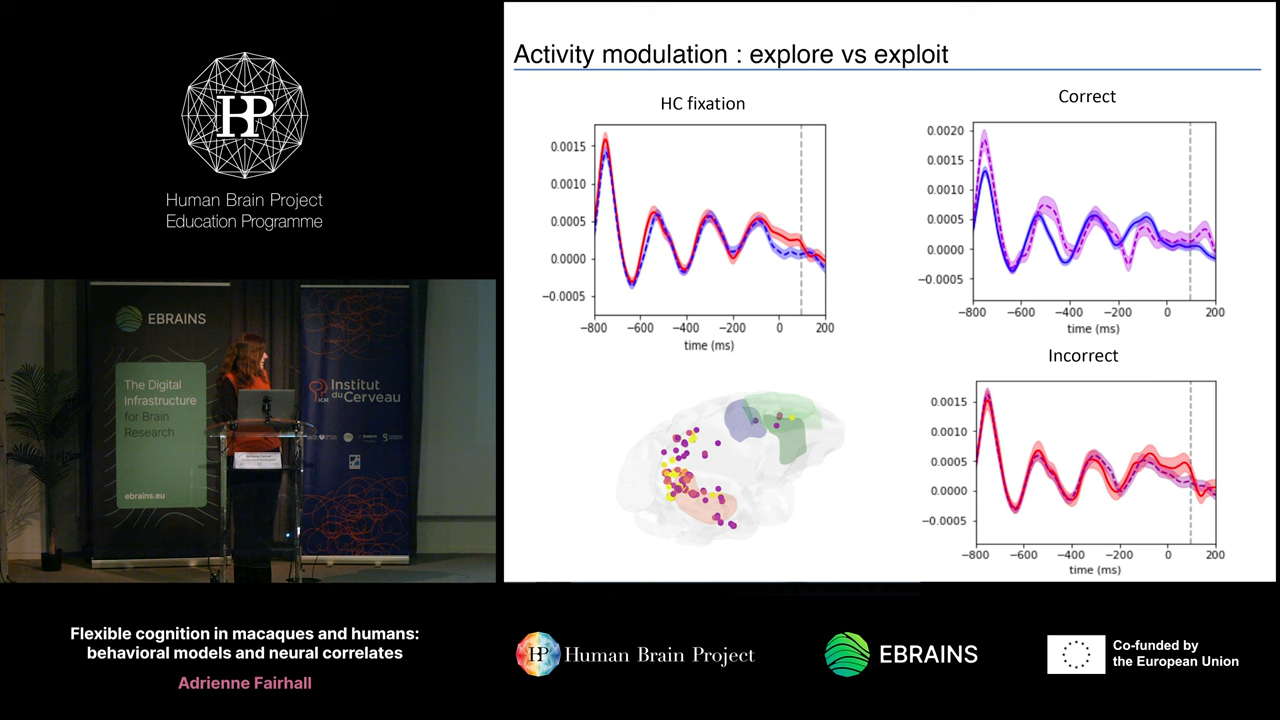 HP
Human Brain Project
Education Programme
EBRAINS
The Digital
Infrastructure
for Brain
Research
ebrains.eu
ICM
Institut
du Cerveau
Activity modulation : explore vs exploit
HC fixation
0.0015
0.0010
0.0005
0.0000
−0.0005
−800 −600 −400 −200 0 200
time (ms)
Correct
0.0020
0.0015
0.0010
0.0005
0.0000
−0.0005
−800 −600 −400 −200 0 200
time (ms)
Incorrect
0.0015
0.0010
0.0005
0.0000
−0.0005
−800 −600 −400 −200 0 200
time (ms)
Flexible cognition in macaques and humans:
behavioral models and neural correlates
Adrienne Fairhall
HP Human Brain Project
EBRAINS
Co-funded by
the European Union